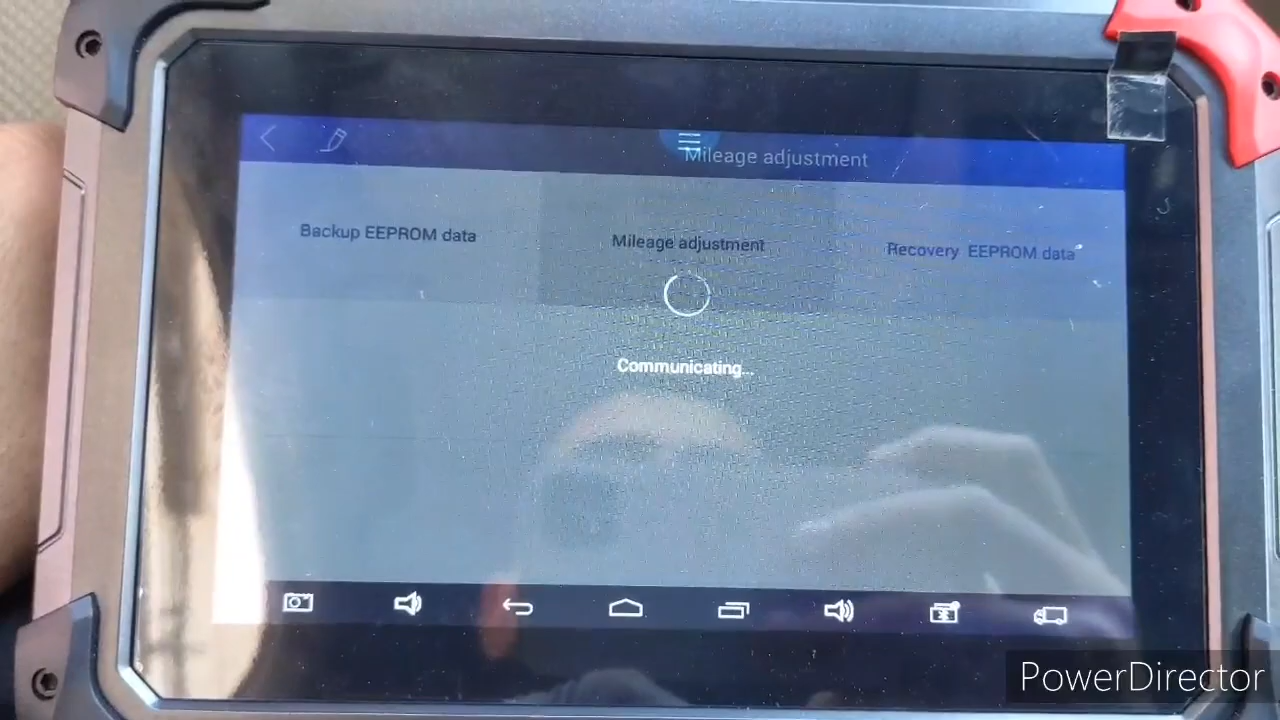 Mileage adjustment
Backup EEPROM data
Mileage adjustment
Recovery EEPROM data
Communicating...
PowerDirector